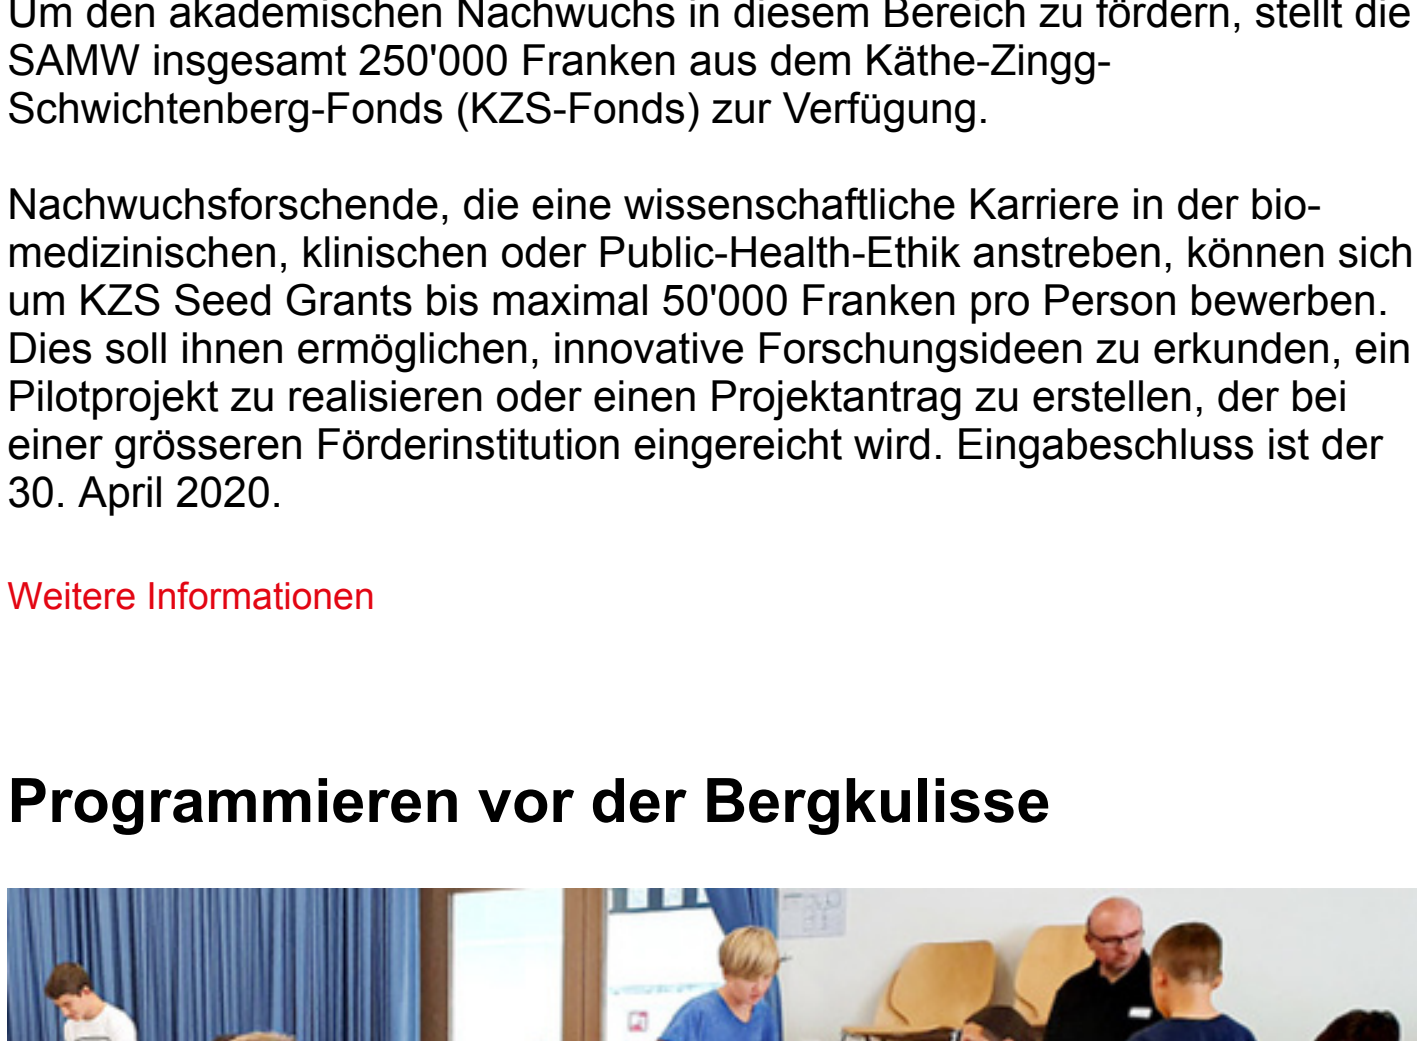 Um den akademischen Nachwuchs in diesem Bereich zu fördern, stellt die
SAMW insgesamt 250'000 Franken aus dem Käthe-Zingg-
Schwichtenberg-Fonds (KZS-Fonds) zur Verfügung.
Nachwuchsforschende, die eine wissenschaftliche Karriere in der bio-
medizinischen, klinischen oder Public-Health-Ethik anstreben, können sich
um KZS Seed Grants bis maximal 50'000 Franken pro Person bewerben.
Dies soll ihnen ermöglichen, innovative Forschungsideen zu erkunden, ein
Pilotprojekt zu realisieren oder einen Projektantrag zu erstellen, der bei
einer grösseren Förderinstitution eingereicht wird. Eingabeschluss ist der
30. April 2020.
Weitere Informationen
Programmieren vor der Bergkulisse